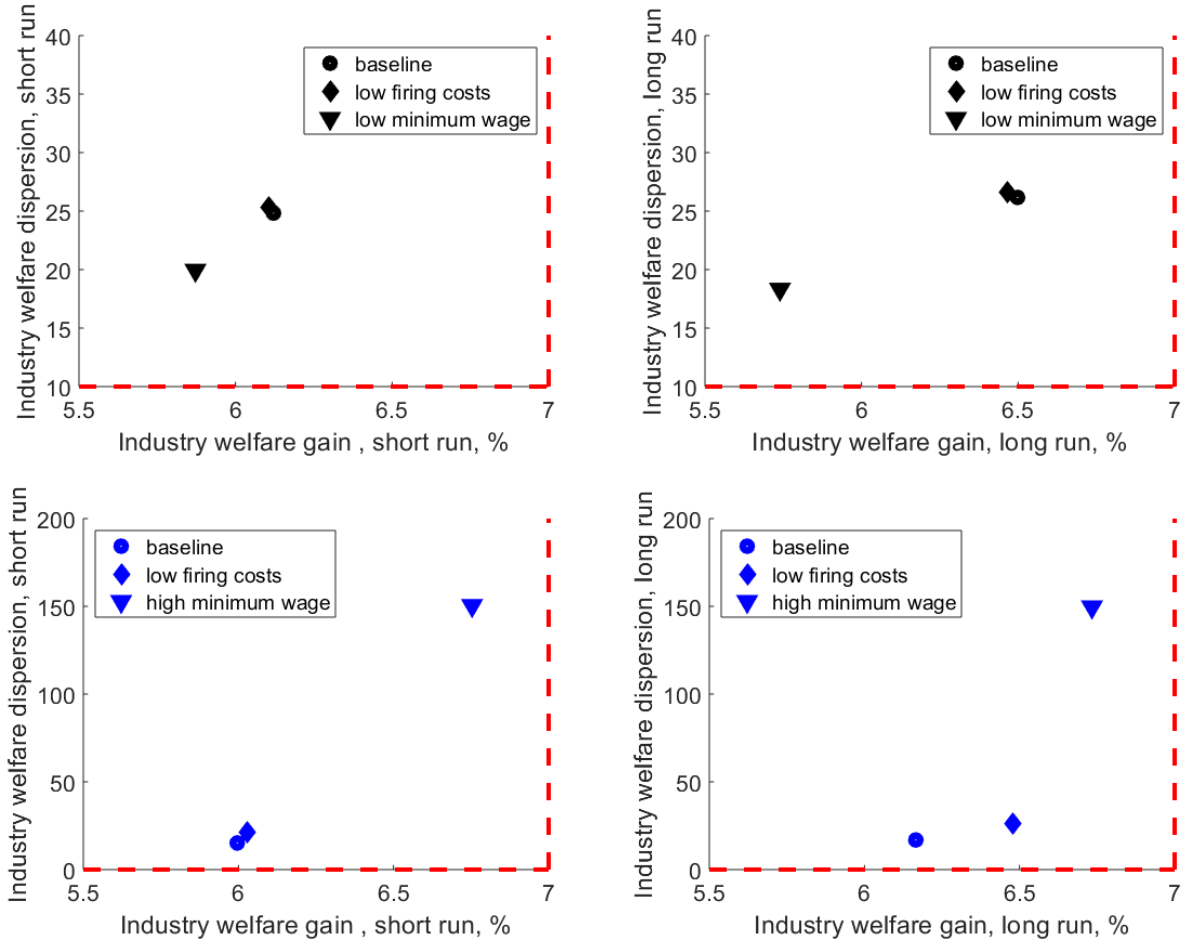 Industry welfare dispersion, short run
40
35
30
25
20
15
10
5.5
6
6.5
7
Industry welfare gain , short run, %
baseline
low firing costs
low minimum wage
Industry welfare dispersion, long run
40
35
30
25
20
15
10
5.5
6
6.5
7
Industry welfare gain, long run, %
baseline
low firing costs
low minimum wage
Industry welfare dispersion, short run
200
150
100
50
0
5.5
6
6.5
7
Industry welfare gain , short run, %
baseline
low firing costs
high minimum wage
Industry welfare dispersion, long run
200
150
100
50
0
5.5
6
6.5
7
Industry welfare gain, long run, %
baseline
low firing costs
high minimum wage